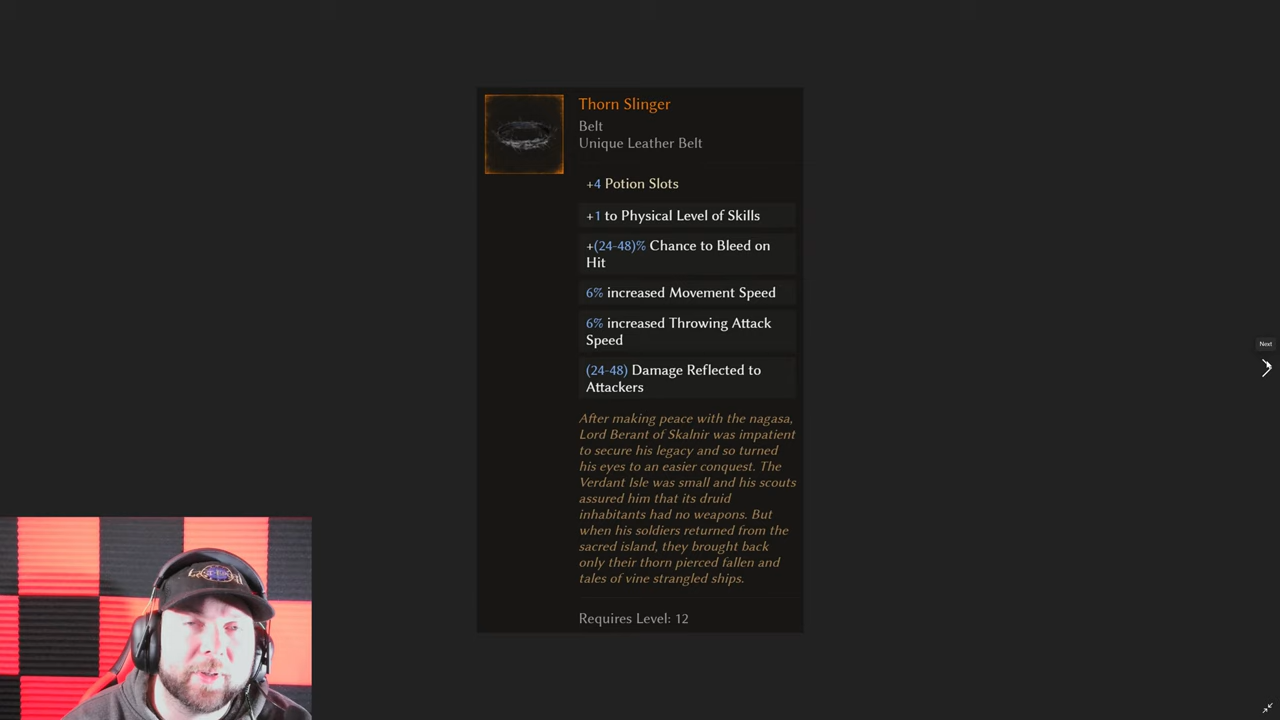 Thorn Slinger
Belt
Unique Leather Belt
+4 Potion Slots
+1 to Physical Level of Skills
+(24-48)% Chance to Bleed on
Hit
6% increased Movement Speed
6% increased Throwing Attack
Speed
(24-48) Damage Reflected to
Attackers
After making peace with the nagasa,
Lord Berant of Skalnir was impatient
to secure his legacy and so turned
his eyes to an easier conquest. The
Verdant Isle was small and his scouts
assured him that its druid
inhabitants had no weapons. But
when his soldiers returned from the
sacred island, they brought back
only their thorn pierced fallen and
tales of vine strangled ships.
Requires Level: 12
Next